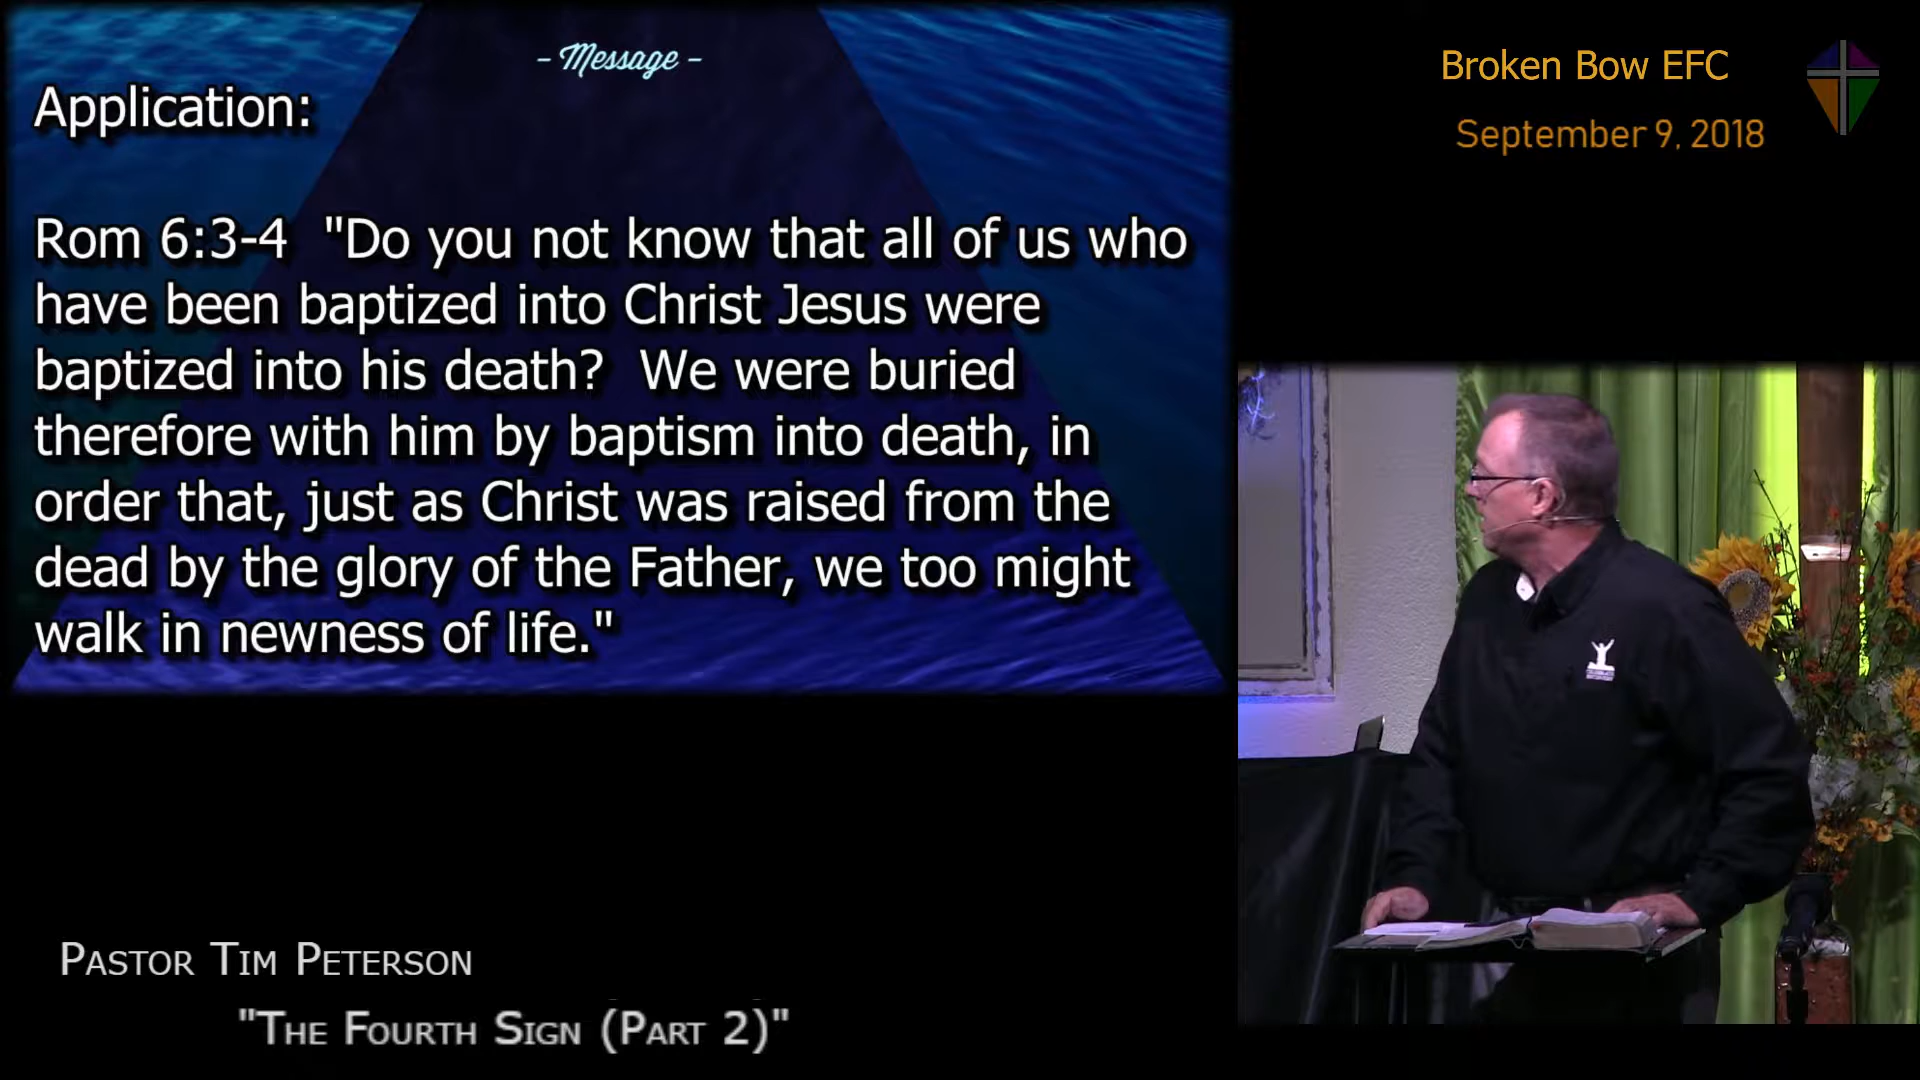 - Message -
Application:
Rom 6:3-4 "Do you not know that all of us who
have been baptized into Christ Jesus were
baptized into his death? We were buried
therefore with him by baptism into death, in
order that, just as Christ was raised from the
dead by the glory of the Father, we too might
walk in newness of life."
Broken Bow EFC
September 9, 2018
PASTOR TIM PETERSON
"THE FOURTH SIGN (PART 2)"